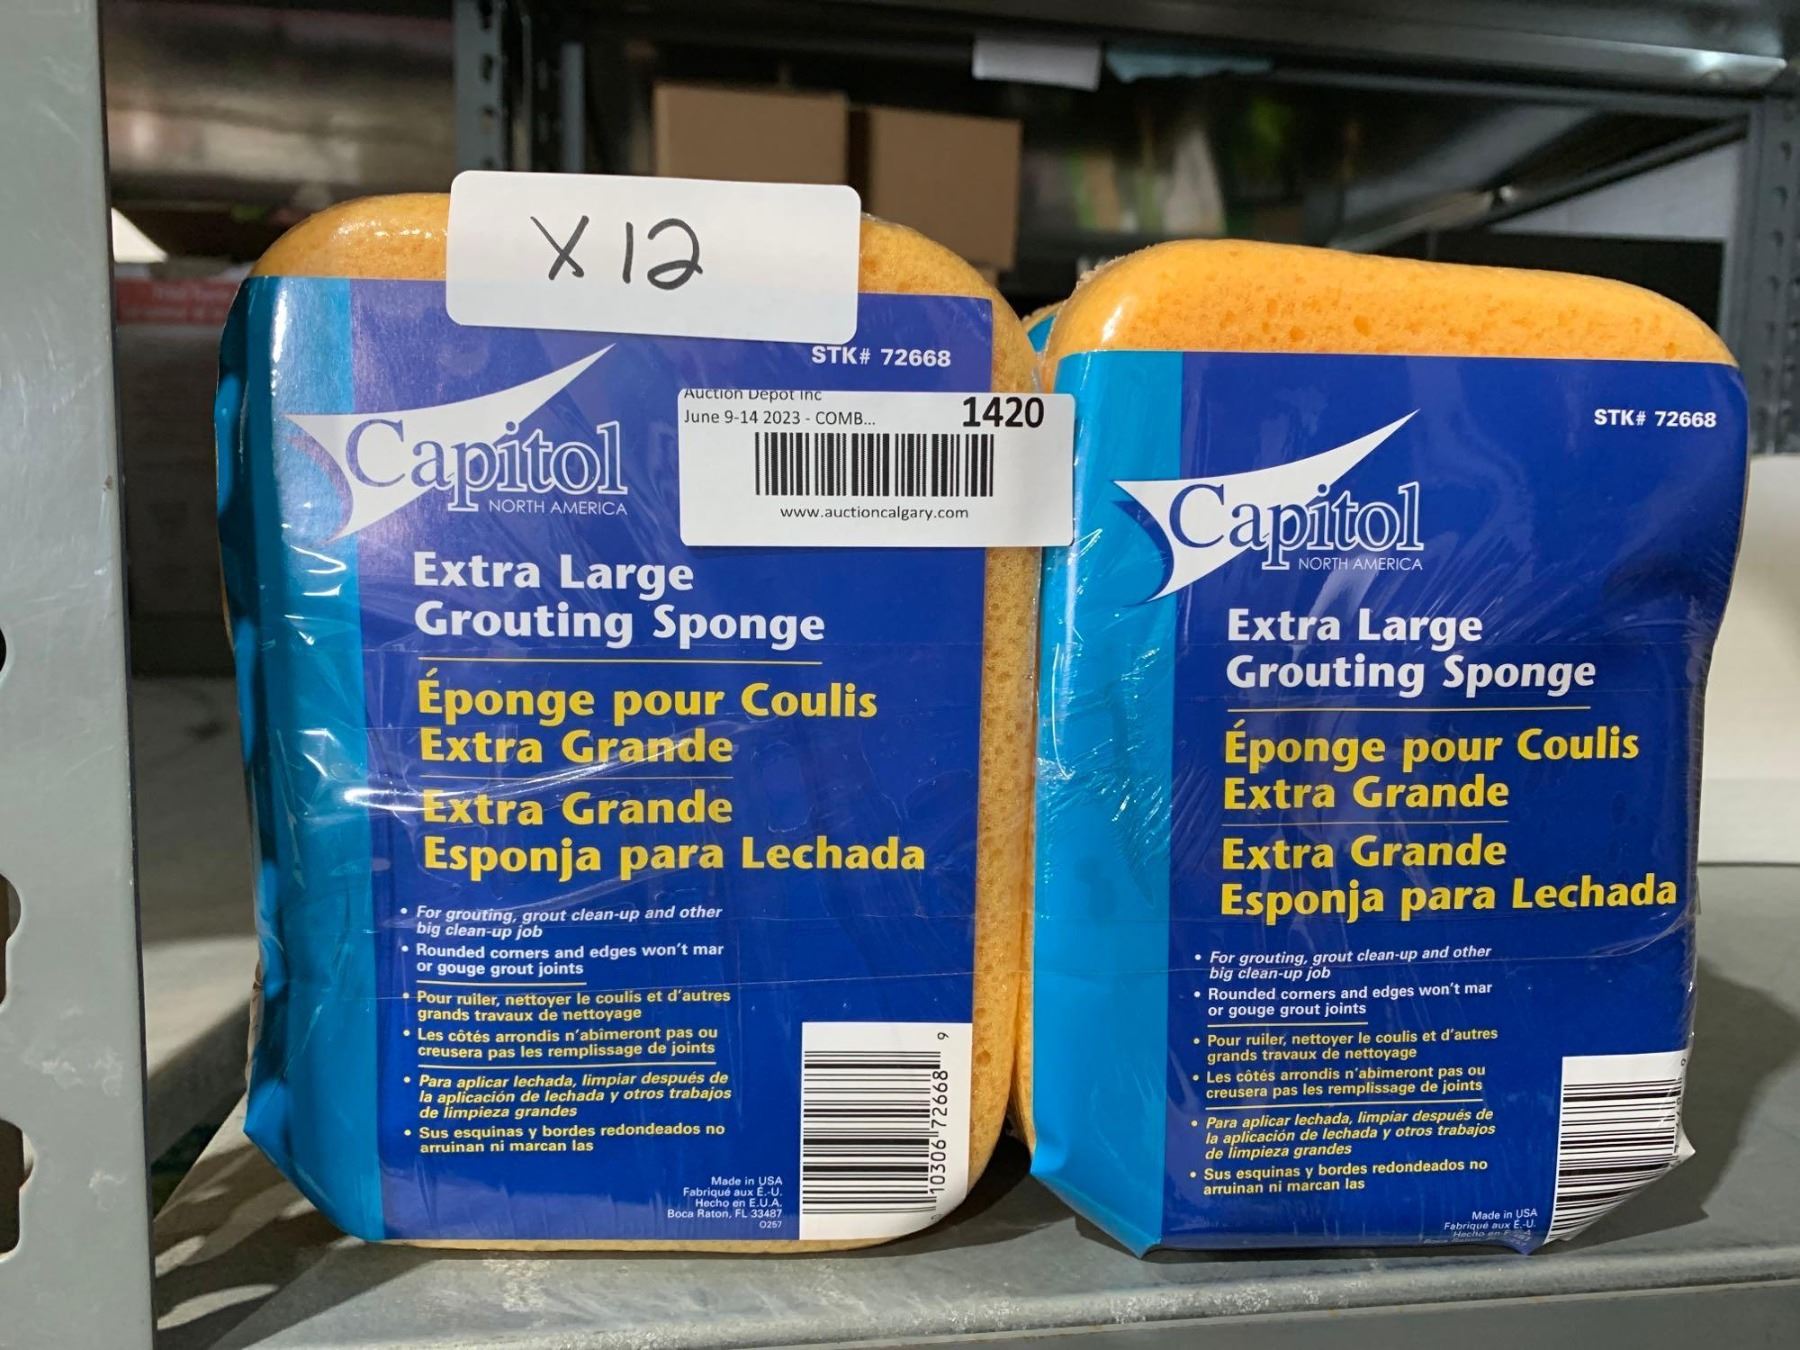 X 12
STK# 72668
Auction Depot Inc
June 9-14 2023 - COMB...
1420
www.auctioncalgary.com
Capitol
NORTH AMERICA
Extra Large
Grouting Sponge
Éponge pour Coulis
Extra Grande
Extra Grande
Esponja para Lechada
• For grouting, grout clean-up and other
big clean-up job
• Rounded corners and edges won't mar
or gouge grout joints
• Pour ruiler, nettoyer le coulis et d'autres
grands travaux de nettoyage
• Les côtés arrondis n'abîmeront pas ou
creusera pas les remplissage de joints
• Para aplicar lechada, limpiar después de
la aplicación de lechada y otros trabajos
de limpieza grandes
• Sus esquinas y bordes redondeados no
arruinan ni marcan las
Made in USA
Fabriqué aux É.-U.
Hecho en E.U.A.
Boca Raton, FL 33487
0257
0 10306 72668 9
STK# 72668
Capitol
NORTH AMERICA
Extra Large
Grouting Sponge
Éponge pour Coulis
Extra Grande
Extra Grande
Esponja para Lechada
• For grouting, grout clean-up and other
big clean-up job
• Rounded corners and edges won't mar
or gouge grout joints
• Pour ruiler, nettoyer le coulis et d'autres
grands travaux de nettoyage
• Les côtés arrondis n'abîmeront pas ou
creusera pas les remplissage de joints
• Para aplicar lechada, limpiar después de
la aplicación de lechada y otros trabajos
de limpieza grandes
• Sus esquinas y bordes redondeados no
arruinan ni marcan las
Made in USA
Fabriqué aux É.-U.
Hecho en